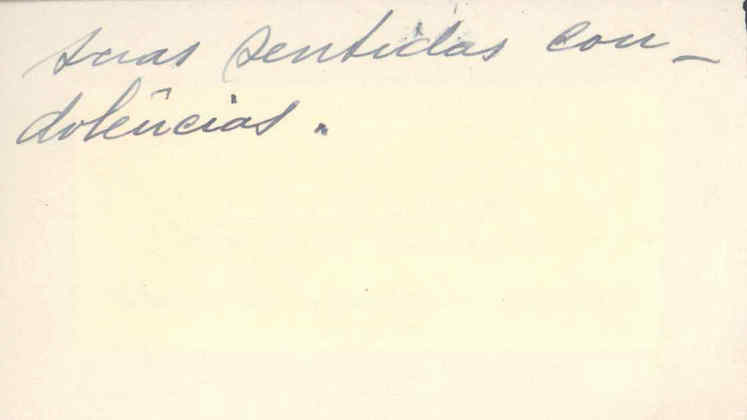 suas sentidas con-
dolências.